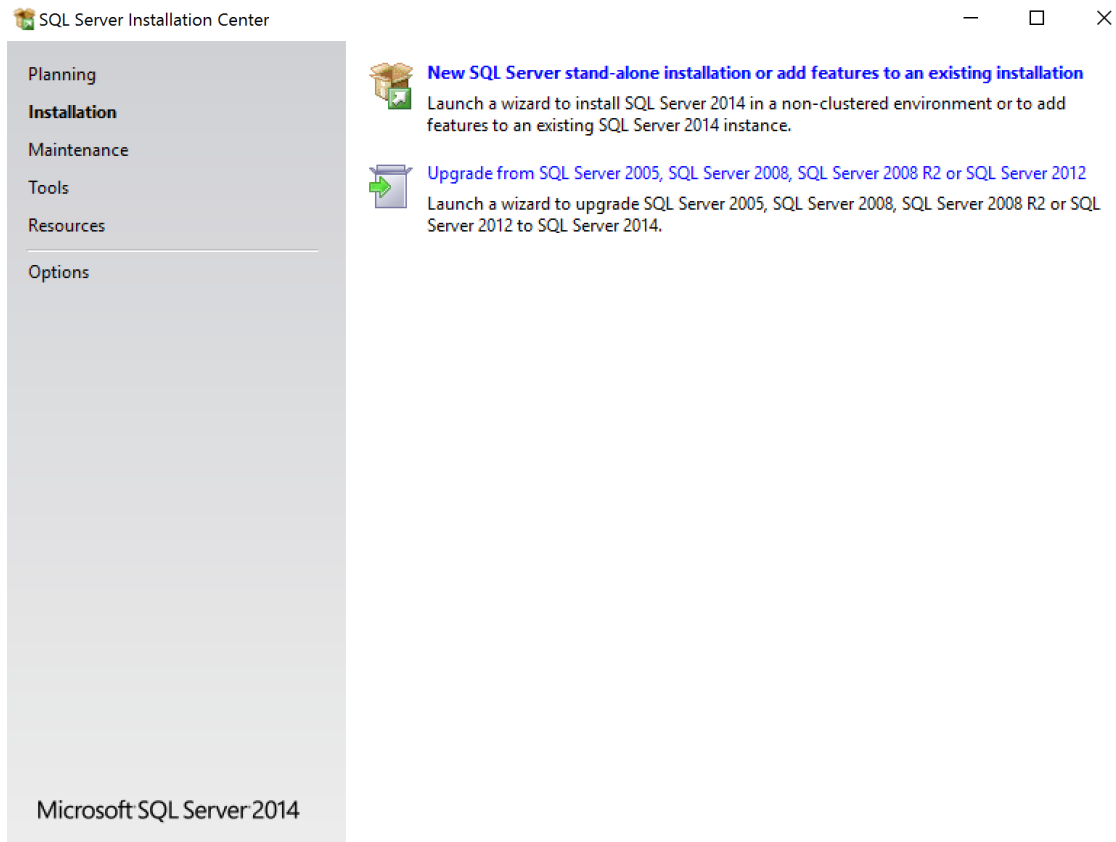 SQL Server Installation Center
Planning
Installation
Maintenance
Tools
Resources
Options
New SQL Server stand-alone installation or add features to an existing installation
Launch a wizard to install SQL Server 2014 in a non-clustered environment or to add
features to an existing SQL Server 2014 instance.
Upgrade from SQL Server 2005, SQL Server 2008, SQL Server 2008 R2 or SQL Server 2012
Launch a wizard to upgrade SQL Server 2005, SQL Server 2008, SQL Server 2008 R2 or SQL
Server 2012 to SQL Server 2014.
Microsoft SQL Server 2014